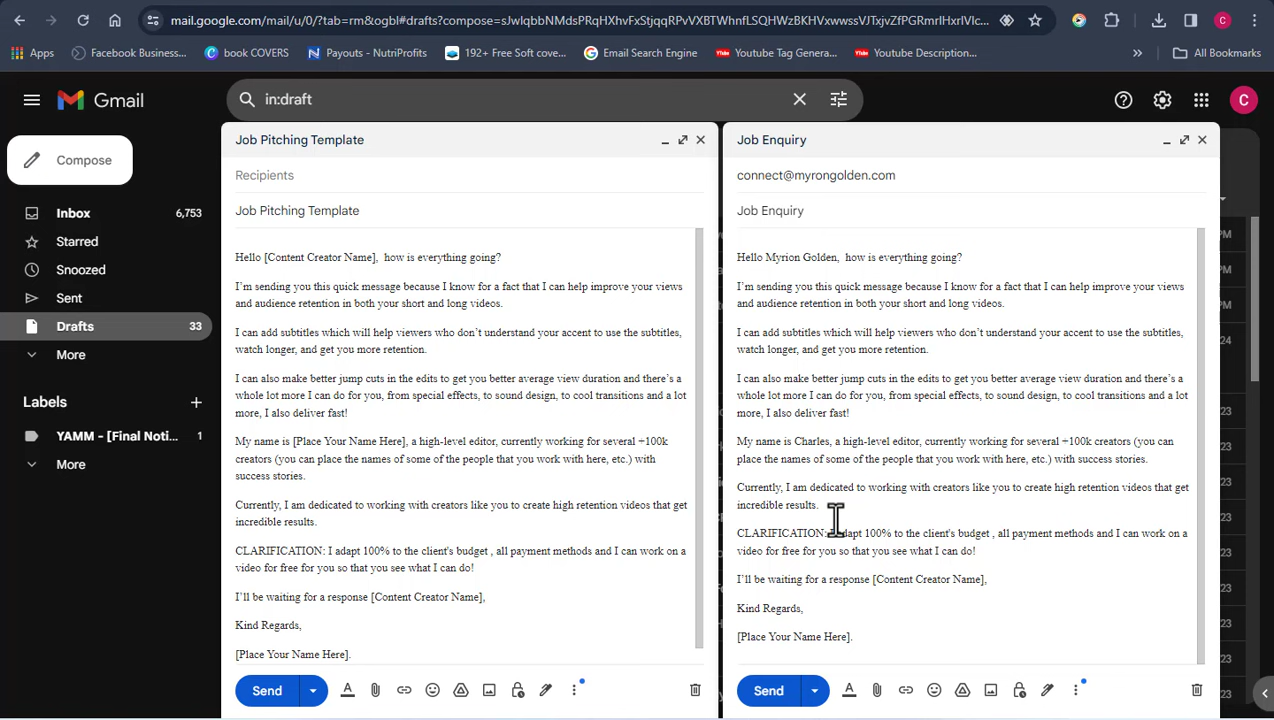 mail.google.com/mail/u/0/?tab=rm&ogbl#drafts?compose=sJwlqbbNMdsPRqHXhvFxStjqqRPvVXBTWhnfLSQHWzBKHVxwwssVJTxjvZfPGRmrIHxrlVlc...
C
Apps
Facebook Business...
book COVERS
Payouts - NutriProfits
192+ Free Soft cove...
Email Search Engine
Youtube Tag Genera...
Youtube Description...
All Bookmarks
Gmail
in:draft
C
Compose
Inbox 6,753
Starred
Snoozed
Sent
Drafts 33
More
Labels
YAMM - [Final Noti... 1
More
Job Pitching Template
Recipients
Job Pitching Template
Hello [Content Creator Name],  how is everything going?
I'm sending you this quick message because I know for a fact that I can help improve your views
and audience retention in both your short and long videos.
I can add subtitles which will help viewers who don't understand your accent to use the subtitles,
watch longer, and get you more retention.
I can also make better jump cuts in the edits to get you better average view duration and there's a
whole lot more I can do for you, from special effects, to sound design, to cool transitions and a lot
more, I also deliver fast!
My name is [Place Your Name Here], a high-level editor, currently working for several +100k
creators (you can place the names of some of the people that you work with here, etc.) with
success stories.
Currently, I am dedicated to working with creators like you to create high retention videos that get
incredible results.
CLARIFICATION: I adapt 100% to the client's budget , all payment methods and I can work on a
video for free for you so that you see what I can do!
I'll be waiting for a response [Content Creator Name],
Kind Regards,
[Place Your Name Here].
Send
Job Enquiry
connect@myrongolden.com
Job Enquiry
Hello Myrion Golden,  how is everything going?
I'm sending you this quick message because I know for a fact that I can help improve your views
and audience retention in both your short and long videos.
I can add subtitles which will help viewers who don't understand your accent to use the subtitles,
watch longer, and get you more retention.
I can also make better jump cuts in the edits to get you better average view duration and there's a
whole lot more I can do for you, from special effects, to sound design, to cool transitions and a lot
more, I also deliver fast!
My name is Charles, a high-level editor, currently working for several +100k creators (you can
place the names of some of the people that you work with here, etc.) with success stories.
Currently, I am dedicated to working with creators like you to create high retention videos that get
incredible results.
CLARIFICATION: I adapt 100% to the client's budget , all payment methods and I can work on a
video for free for you so that you see what I can do!
I'll be waiting for a response [Content Creator Name],
Kind Regards,
[Place Your Name Here].
Send